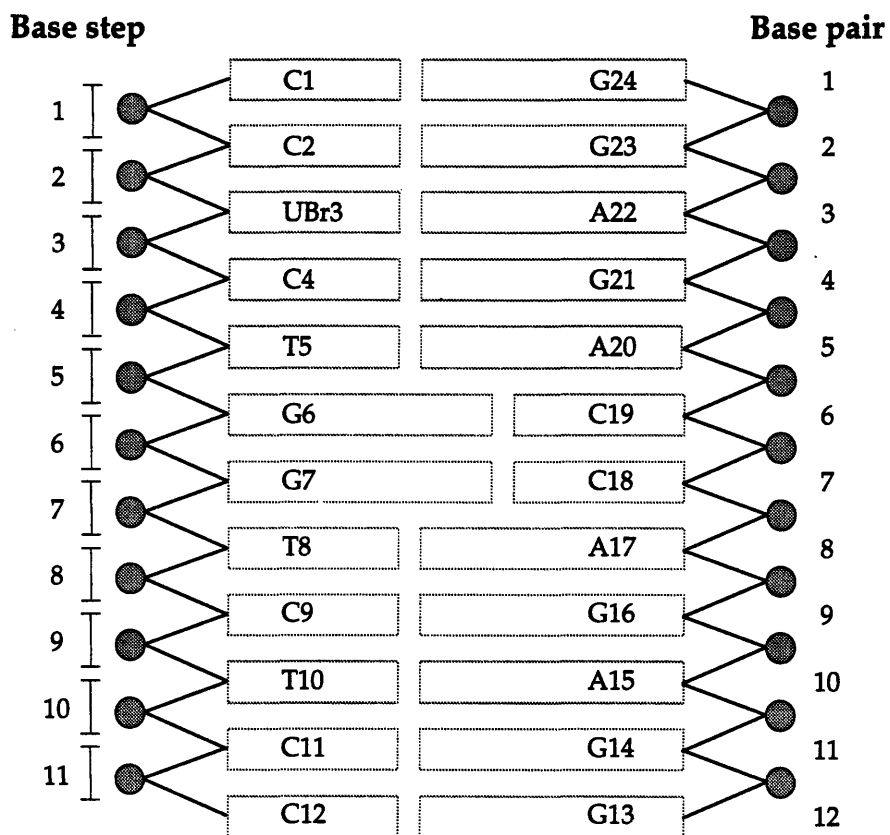 Base step Base pair
C1 G24 1
1
C2 G23 2
2
UBr3 A22 3
3
C4 G21 4
4
T5 A20 5
5
G6 C19 6
6
G7 C18 7
7
T8 A17 8
8
C9 G16 9
9
T10 A15 10
10
C11 G14 11
11
C12 G13 12